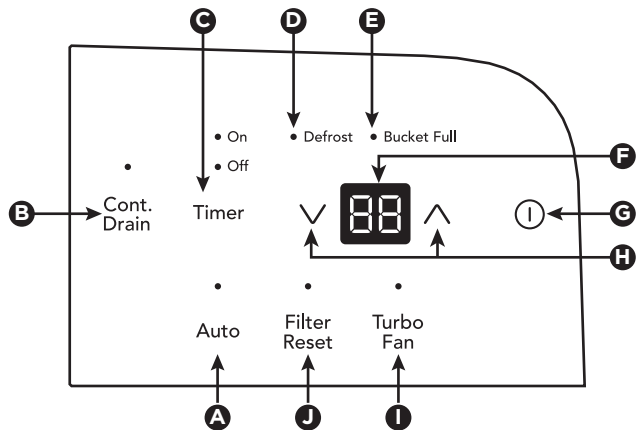 C
D
E
On
Defrost
Bucket Full
Off
F
B
Cont.
Drain
Timer
88
G
H
Auto
Filter
Reset
Turbo
Fan
A
J
I